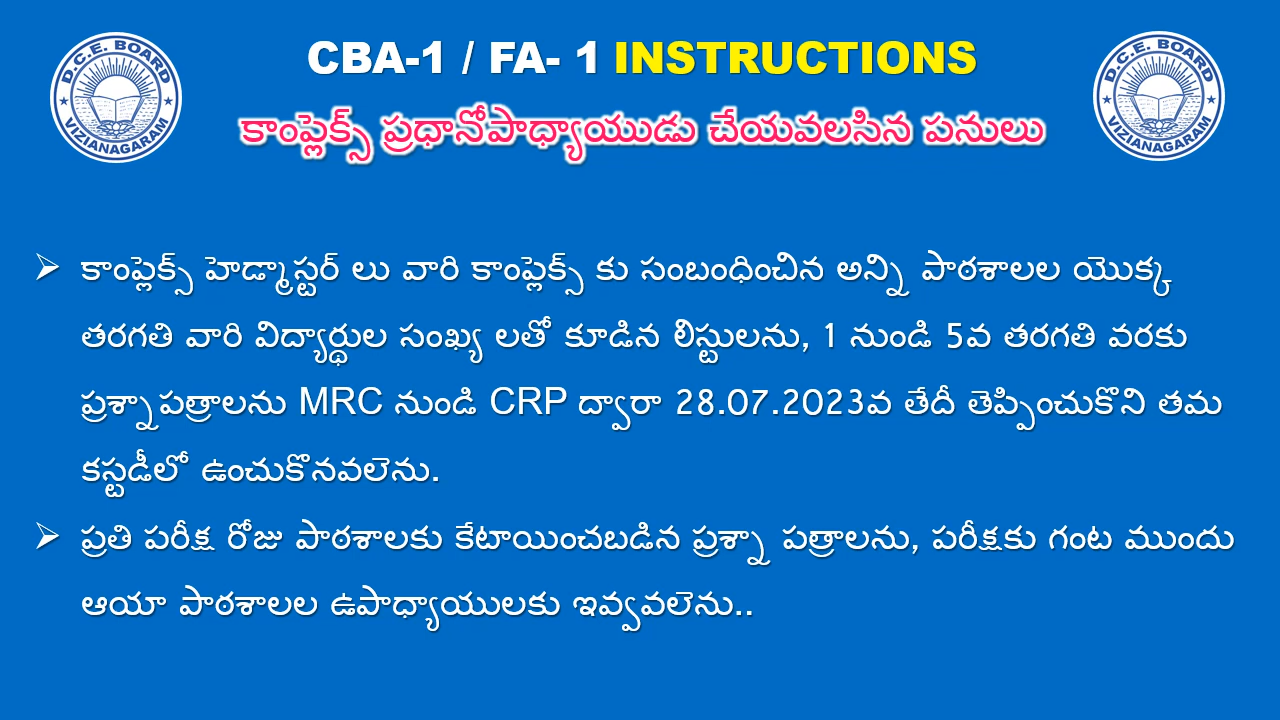 D.C.E. BOARD
VIZIANAGARAM
CBA-1 / FA- 1 INSTRUCTIONS
D.C.E. BOARD
VIZIANAGARAM
కాంప్లెక్స్ ప్రధానోపాధ్యాయుడు చేయవలసిన పనులు
➢ కాంప్లెక్స్ హెడ్మాస్టర్ లు వారి కాంప్లెక్స్ కు సంబంధించిన అన్ని పాఠశాలల యొక్క
తరగతి వారి విద్యార్థుల సంఖ్య లతో కూడిన లిస్టులను, 1 నుండి 5వ తరగతి వరకు
ప్రశ్నాపత్రాలను MRC నుండి CRP ద్వారా 28.07.2023వ తేదీ తెప్పించుకొని తమ
కస్టడీలో ఉంచుకొనవలెను.
➢ ప్రతి పరీక్ష రోజు పాఠశాలకు కేటాయించబడిన ప్రశ్నా పత్రాలను, పరీక్షకు గంట ముందు
ఆయా పాఠశాలల ఉపాధ్యాయులకు ఇవ్వవలెను..